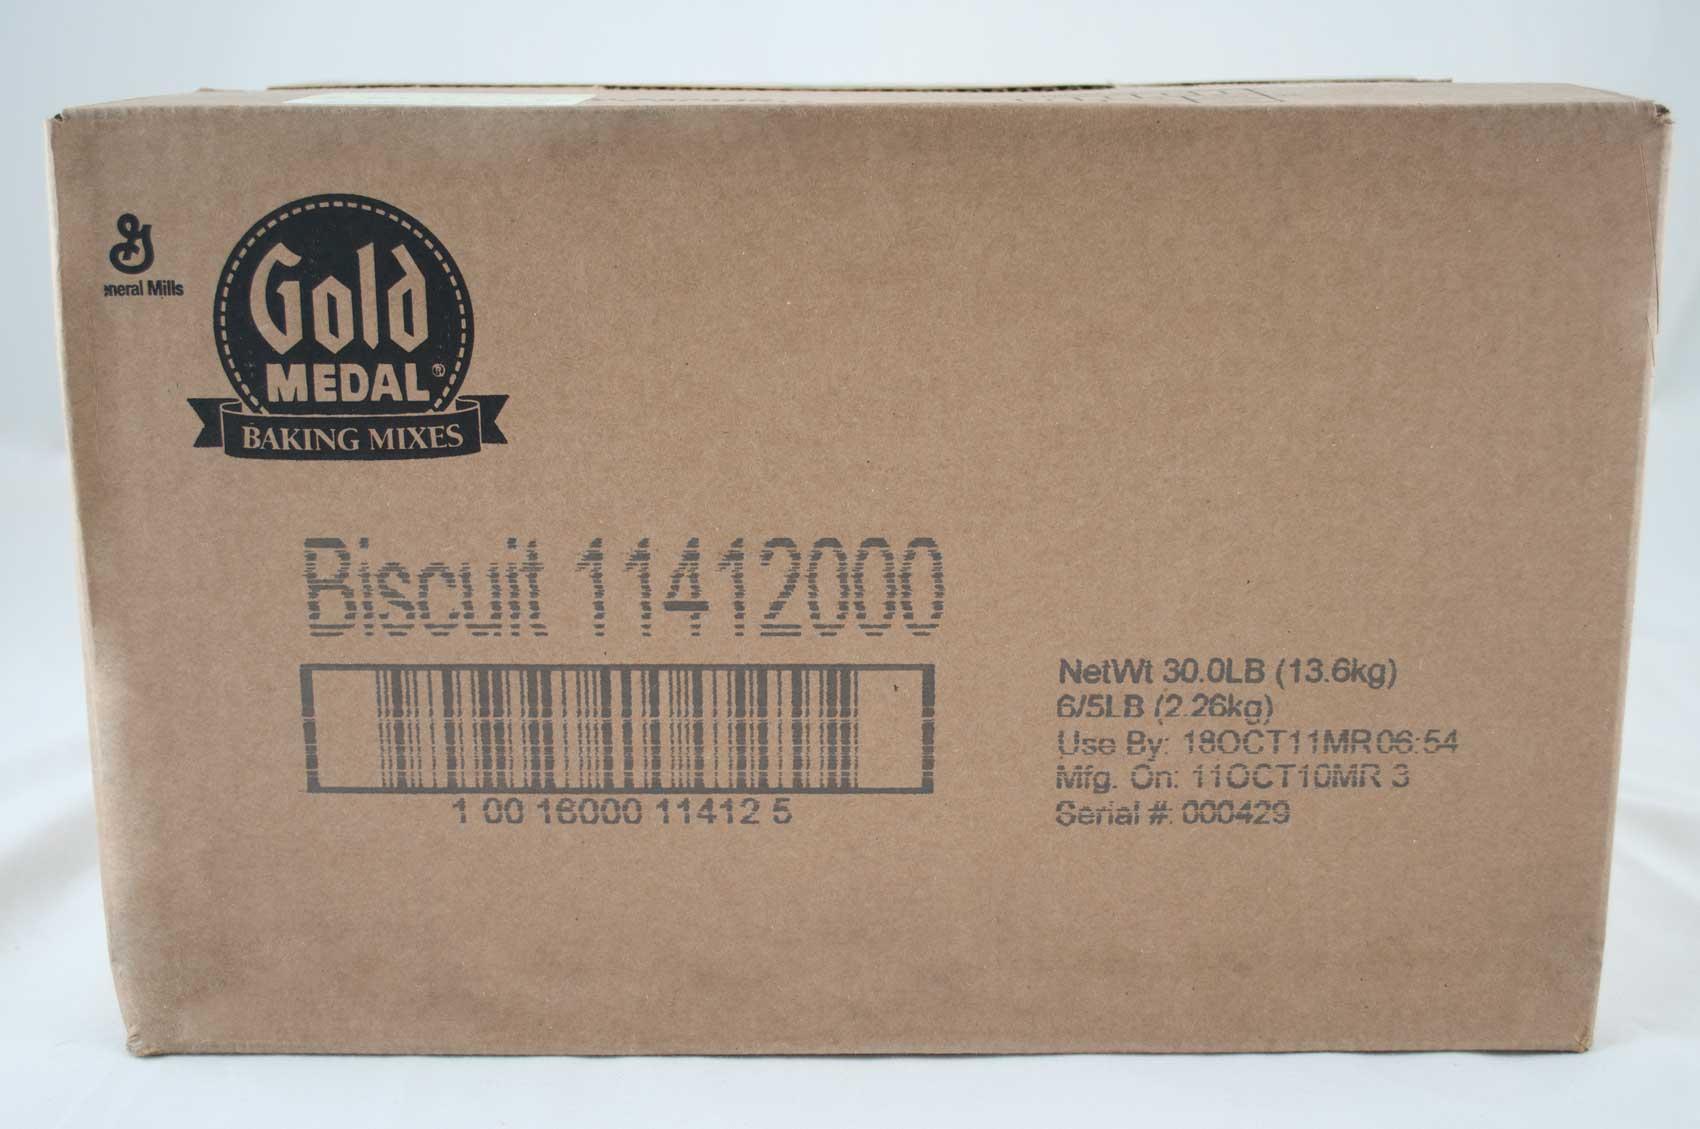 eneral Mills
Gold
MEDAL®
BAKING MIXES
Biscuit 11412000
1 00 16000 11412 5
NetWt 30.0LB (13.6kg)
6/5LB (2.26kg)
Use By: 18OCT11MR06:54
Mfg. On: 11OCT10MR 3
Serial #: 000429